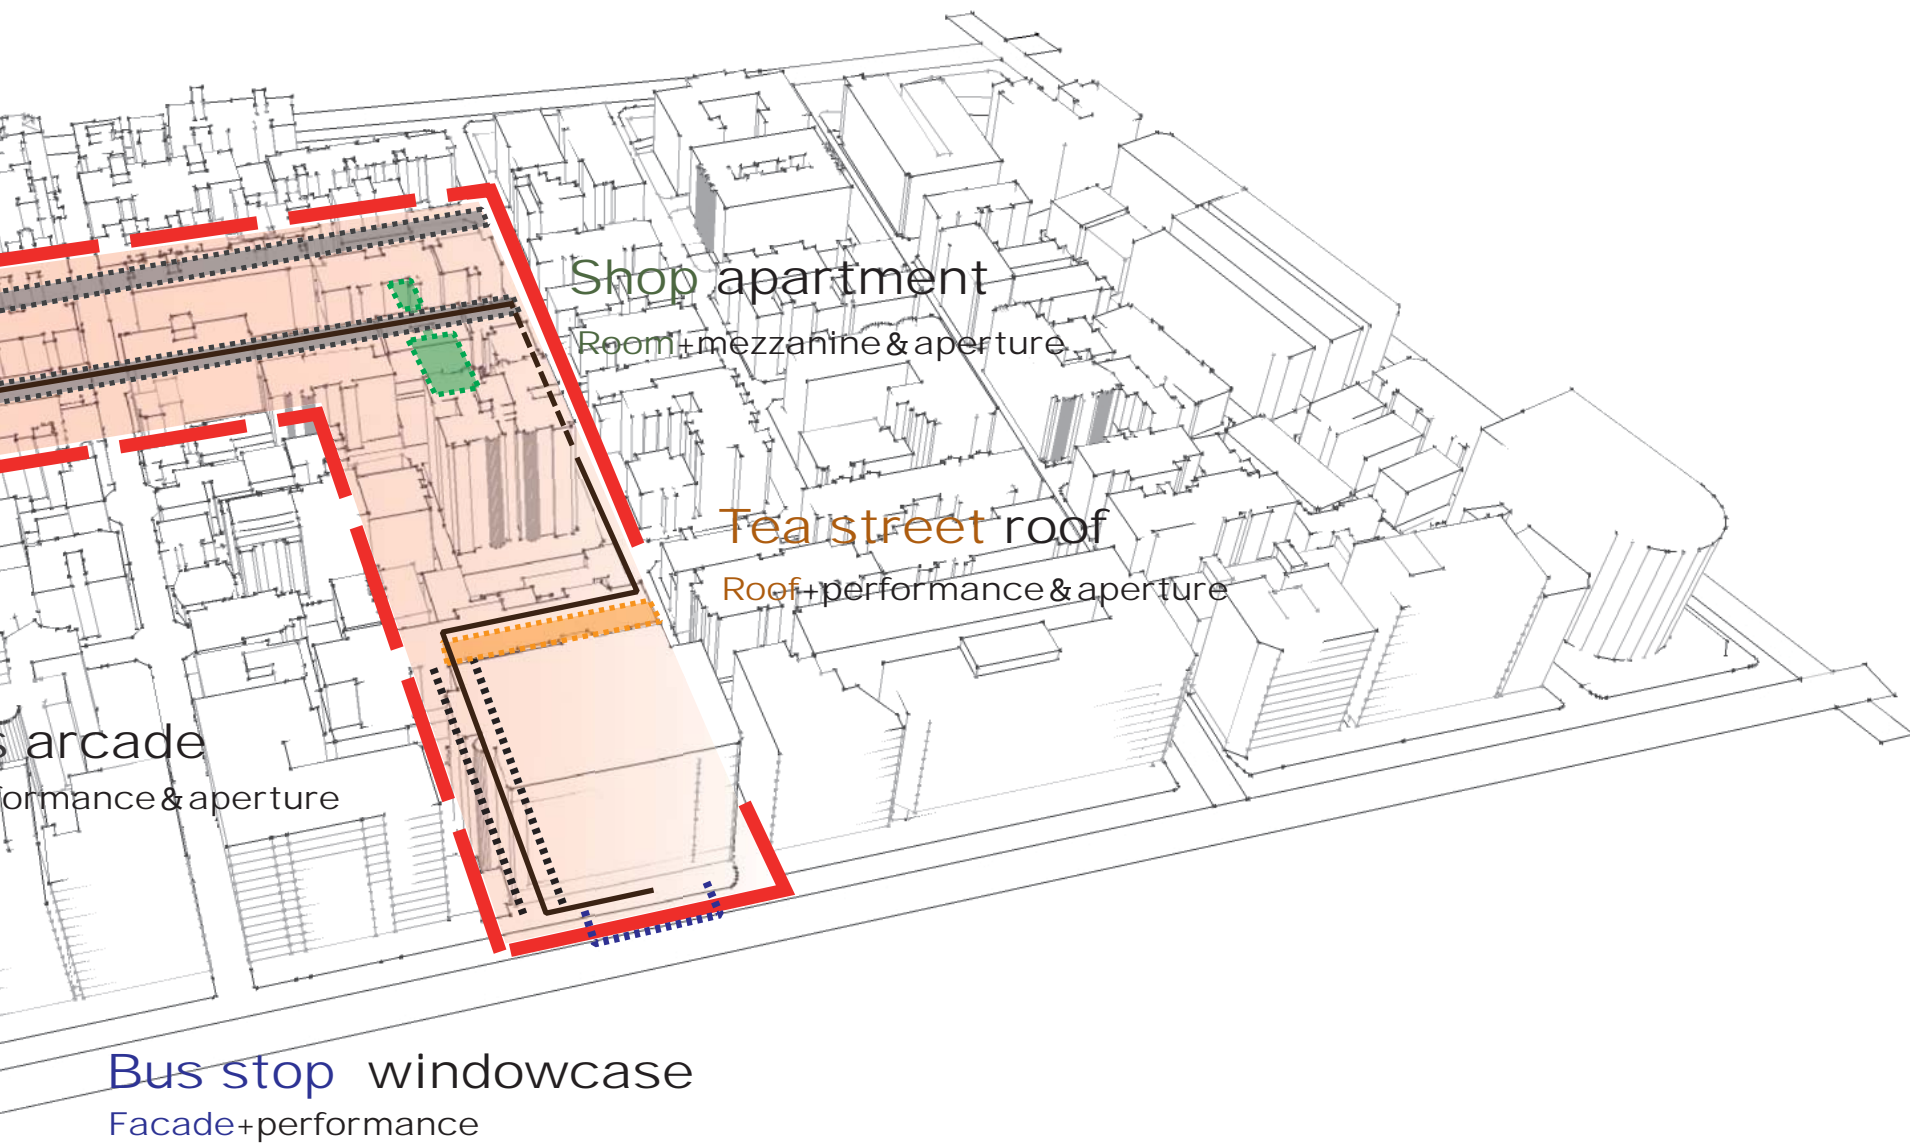 Shop apartment
Room+mezzanine&aperture
Tea street roof
Roof+performance&aperture
arcade
ormance&aperture
Bus stop windowcase
Facade+performance